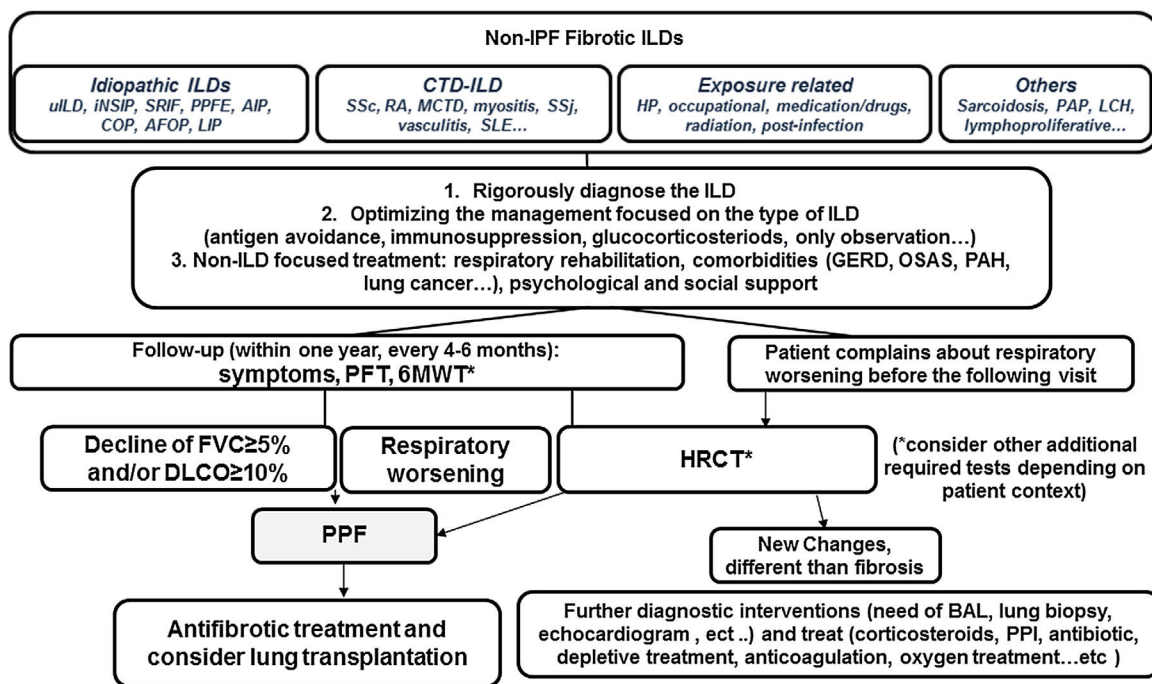 Non-IPF Fibrotic ILDs
Idiopathic ILDs
uILD, iNSIP, SRIF, PPFE, AIP,
COP, AFOP, LIP
CTD-ILD
SSc, RA, MCTD, myositis, SSj,
vasculitis, SLE...
Exposure related
HP, occupational, medication/drugs,
radiation, post-infection
Others
Sarcoidosis, PAP, LCH,
lymphoproliferative...
1. Rigorously diagnose the ILD
2. Optimizing the management focused on the type of ILD
(antigen avoidance, immunosuppression, glucocorticosteriods, only observation...)
3. Non-ILD focused treatment: respiratory rehabilitation, comorbidities (GERD, OSAS, PAH,
lung cancer...), psychological and social support
Follow-up (within one year, every 4-6 months):
symptoms, PFT, 6MWT*
Patient complains about respiratory
worsening before the following visit
Decline of FVC≥5%
and/or DLCO≥10%
Respiratory
worsening
HRCT*
(*consider other additional
required tests depending on
patient context)
PPF
New Changes,
different than fibrosis
Antifibrotic treatment and
consider lung transplantation
Further diagnostic interventions (need of BAL, lung biopsy,
echocardiogram , ect ..) and treat (corticosteroids, PPI, antibiotic,
depletive treatment, anticoagulation, oxygen treatment...etc )